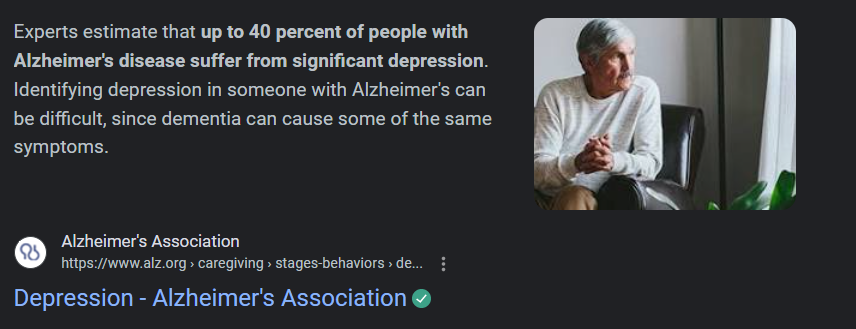 Experts estimate that up to 40 percent of people with
Alzheimer's disease suffer from significant depression.
Identifying depression in someone with Alzheimer's can
be difficult, since dementia can cause some of the same
symptoms.
Alzheimer's Association
https://www.alz.org › caregiving › stages-behaviors › de...
Depression - Alzheimer's Association